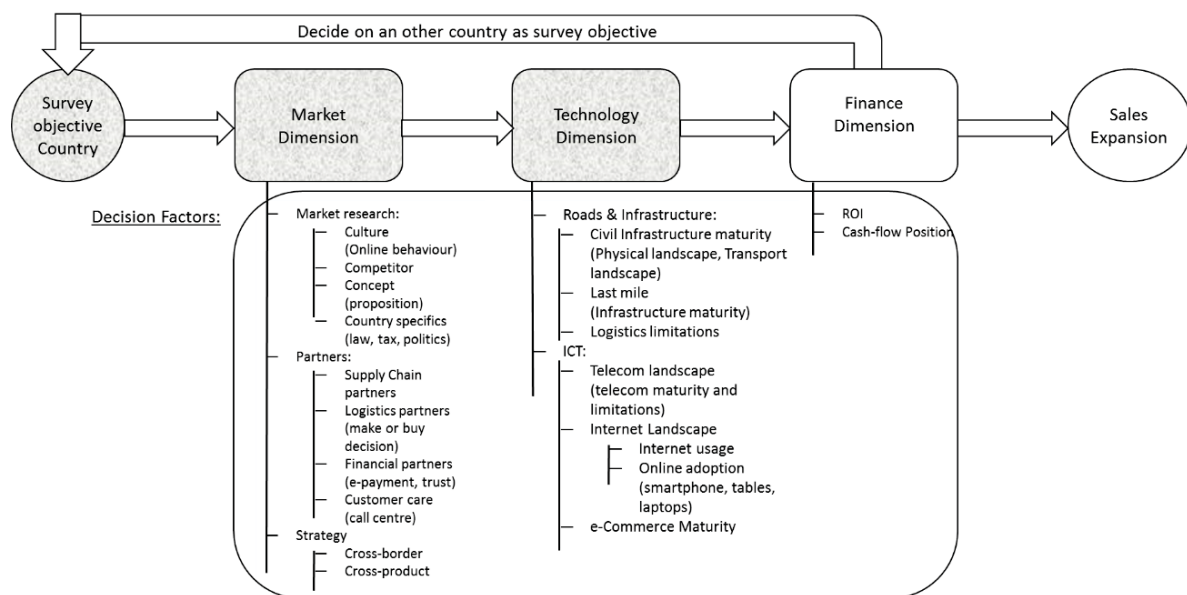 Decide on an other country as survey objective
Survey
objective
Country
Market
Dimension
Technology
Dimension
Finance
Dimension
Sales
Expansion
Decision Factors:
Market research:
Culture
(Online behaviour)
Competitor
Concept
(proposition)
Country specifics
(law, tax, politics)
Partners:
Supply Chain
partners
Logistics partners
(make or buy
decision)
Financial partners
(e-payment, trust)
Customer care
(call centre)
Strategy
Cross-border
Cross-product
Roads & Infrastructure:
Civil Infrastructure maturity
(Physical landscape, Transport
landscape)
Last mile
(Infrastructure maturity)
Logistics limitations
ICT:
Telecom landscape
(telecom maturity and
limitations)
Internet Landscape
Internet usage
Online adoption
(smartphone, tables,
laptops)
e-Commerce Maturity
ROI
Cash-flow Position